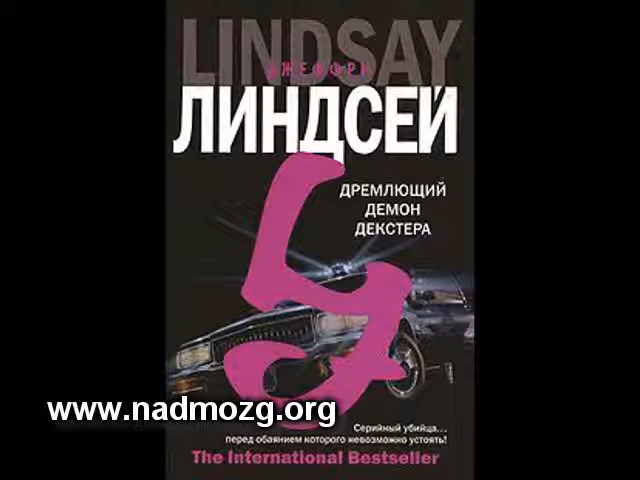 LINDSAY
ДЖЕФФРИ
ЛИНДСЕЙ
ДРЕМЛЮЩИЙ
ДЕМОН
ДЕКСТЕРА
www.nadmozg.org
Серийный убийца...
перед обаянием которого невозможно устоять!
The International Bestseller